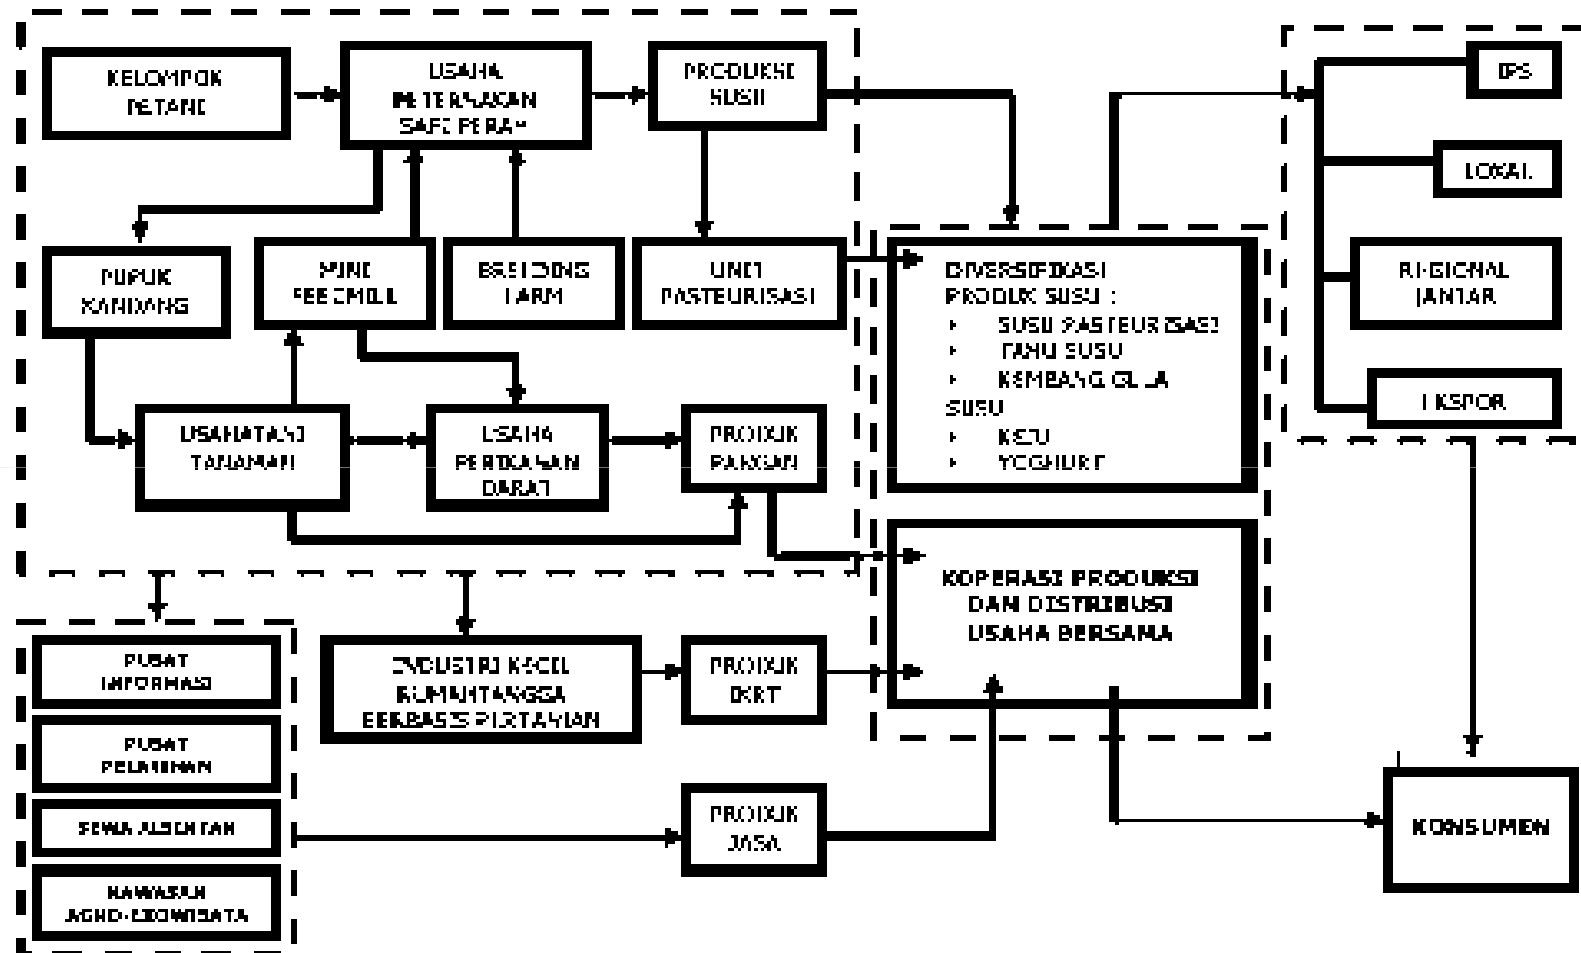 KELOMPOK
PETANI
USAHA
PETERNAKAN
SAPI PERAH
PRODUKSI
SUSU
IPS
LOKAL
REGIONAL
JANTAR
EKSPOR
PUPUK
KANDANG
MINI
FEEDMILL
BREEDING
FARM
UNIT
PASTEURISASI
DIVERSIFIKASI
PRODUK SUSU :
SUSU PASTEURISASI
TAHU SUSU
KEMBANG GULA
SUSU
KEJU
YOGHURT
USAHATANI
TANAMAN
USAHA
PERIKANAN
DARAT
PRODUK
PANGAN
KOPERASI PRODUKSI
DAN DISTRIBUSI
USAHA BERSAMA
PUSAT
INFORMASI
PUSAT
PELATIHAN
SEWA ALSINTAN
KAWASAN
AGRO-EKOWISATA
INDUSTRI KECIL
RUMAHTANGGA
BERBASIS PERTANIAN
PRODUK
IKRT
PRODUK
JASA
KONSUMEN